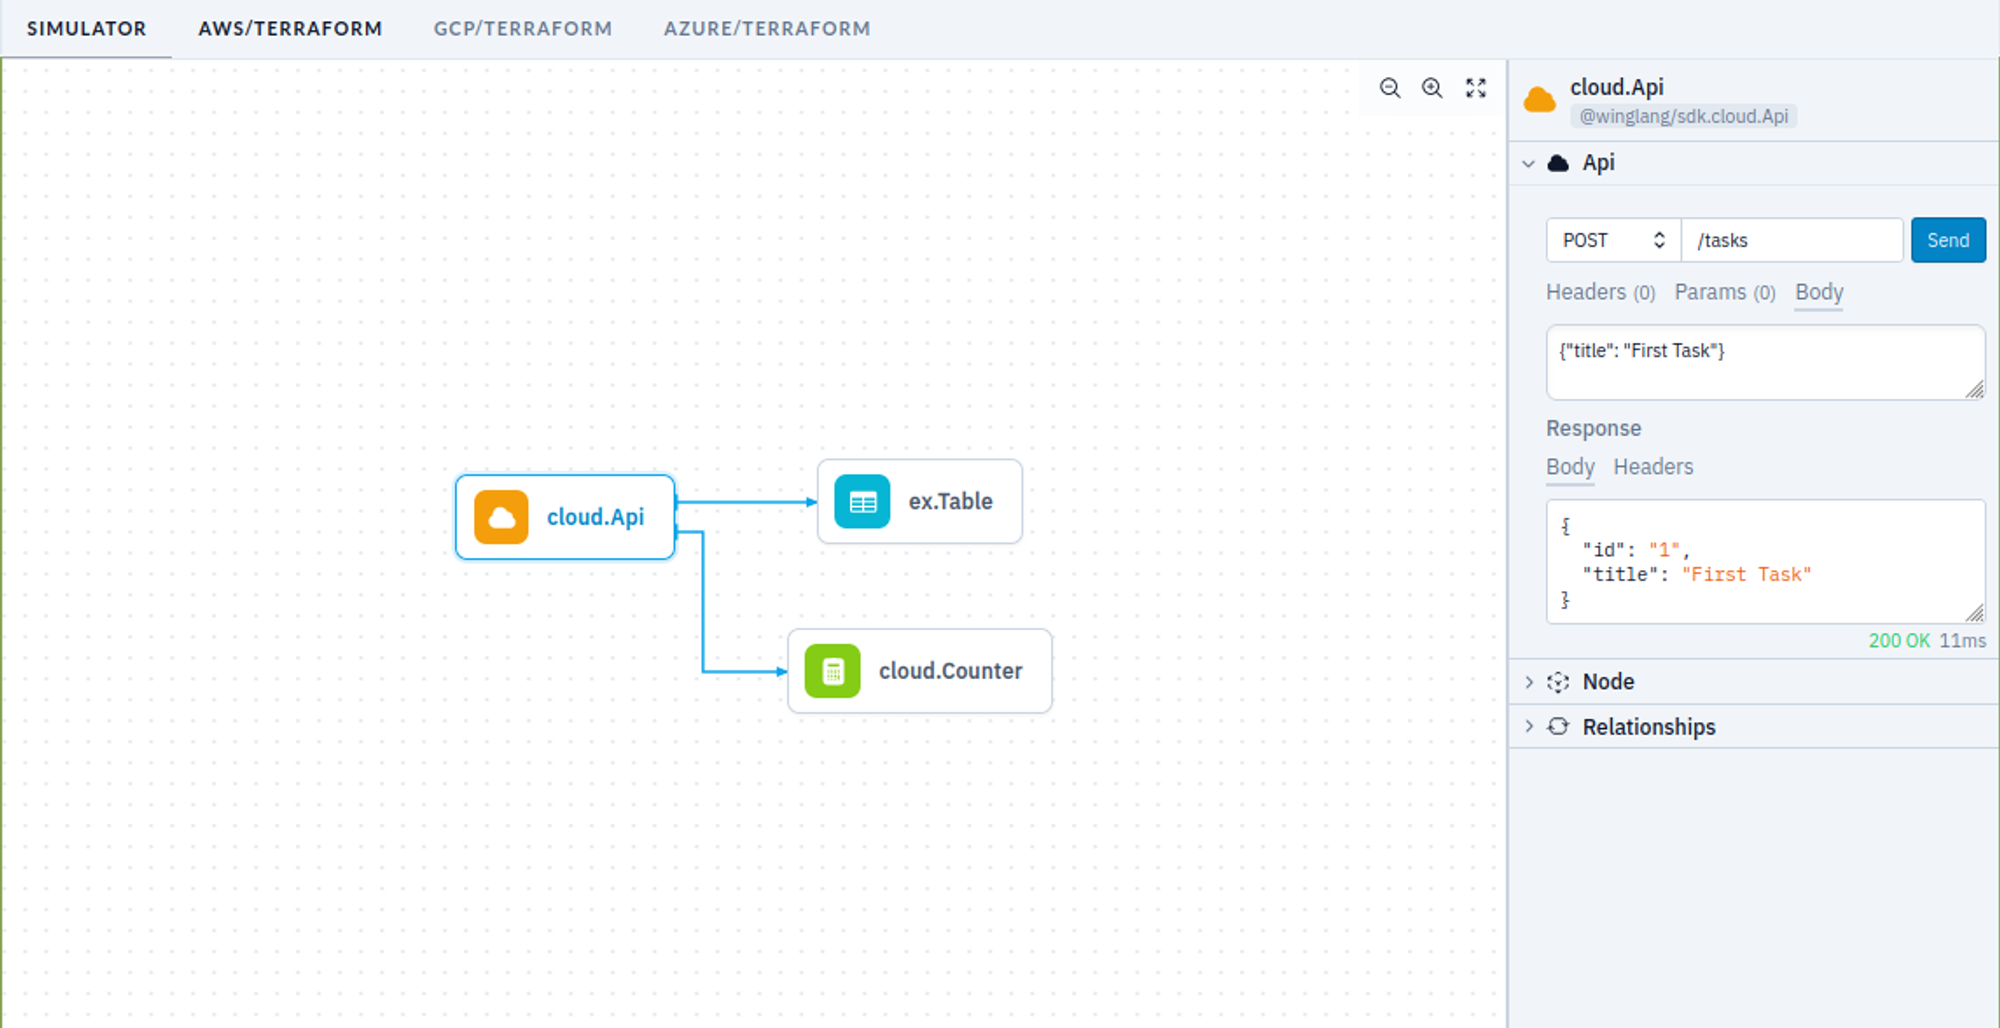 SIMULATOR AWS/TERRAFORM GCP/TERRAFORM AZURE/TERRAFORM
cloud.Api
ex.Table
cloud.Counter
cloud.Api
@winglang/sdk.cloud.Api
Api
POST /tasks Send
Headers (0) Params (0) Body
{"title": "First Task"}
Response
Body Headers
{
"id": "1",
"title": "First Task"
}
200 OK 11ms
Node
Relationships